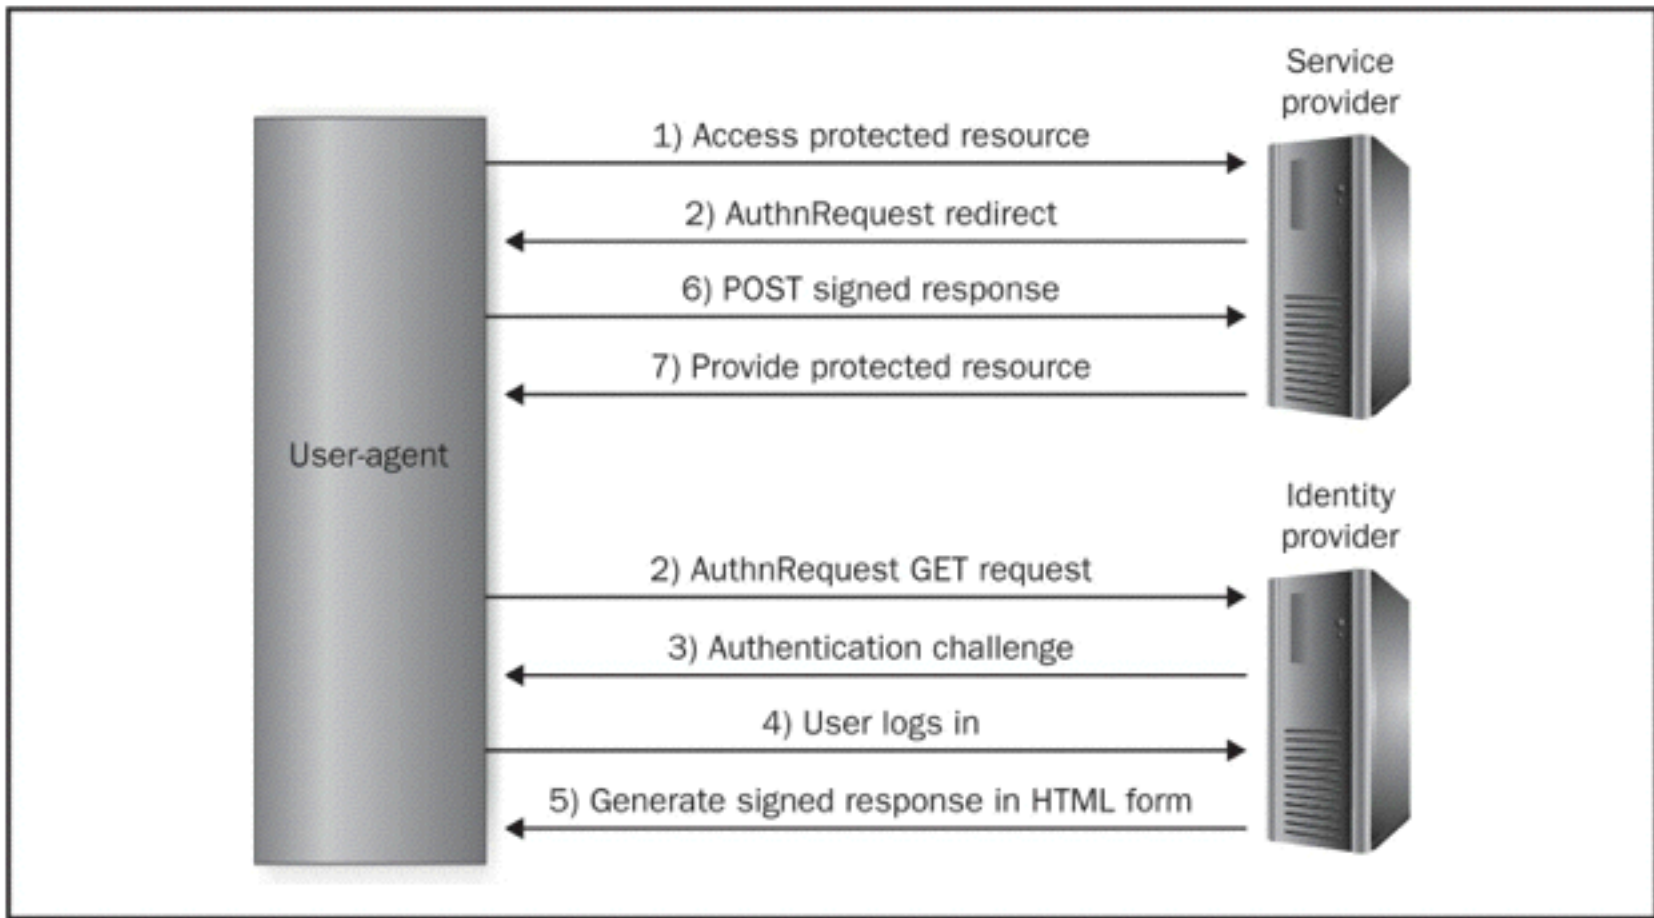 Service
provider
1) Access protected resource
2) AuthnRequest redirect
6) POST signed response
7) Provide protected resource
User-agent
Identity
provider
2) AuthnRequest GET request
3) Authentication challenge
4) User logs in
5) Generate signed response in HTML form